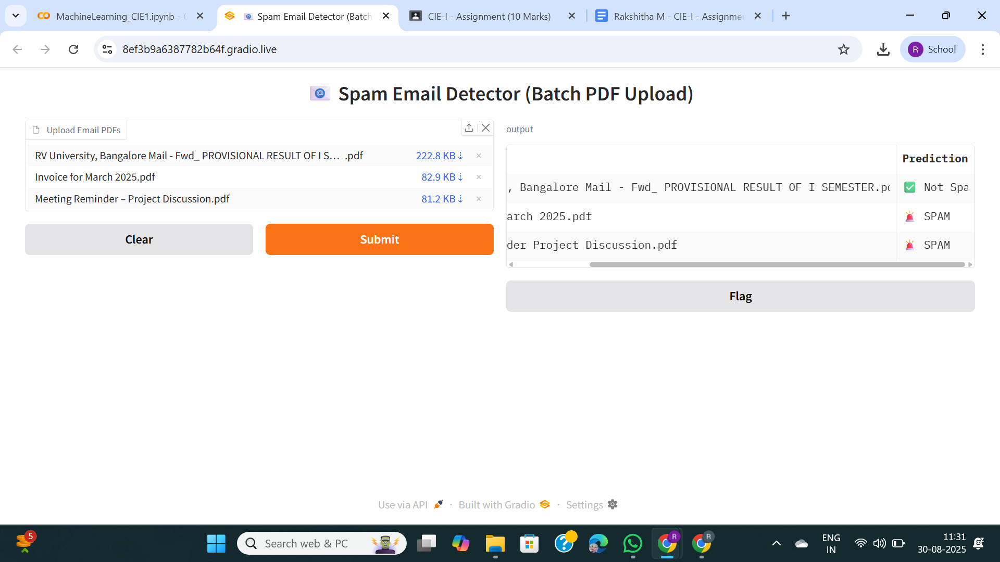 MachineLearning_CIE1.ipynb - C
Spam Email Detector (Batch
CIE-I - Assignment (10 Marks)
Rakshitha M - CIE-I - Assignmer
8ef3b9a6387782b64f.gradio.live
R
School
Spam Email Detector (Batch PDF Upload)
Upload Email PDFs
RV University, Bangalore Mail - Fwd_ PROVISIONAL RESULT OF I S... .pdf
222.8 KB ⇣
Invoice for March 2025.pdf
82.9 KB ⇣
Meeting Reminder – Project Discussion.pdf
81.2 KB ⇣
Clear
Submit
output
Prediction
, Bangalore Mail - Fwd_ PROVISIONAL RESULT OF I SEMESTER.pd
✅ Not Spa
arch 2025.pdf
🚨 SPAM
der Project Discussion.pdf
🚨 SPAM
Flag
Use via API · Built with Gradio · Settings
5
Search web & PC
R
R
ENG
IN
11:31
30-08-2025